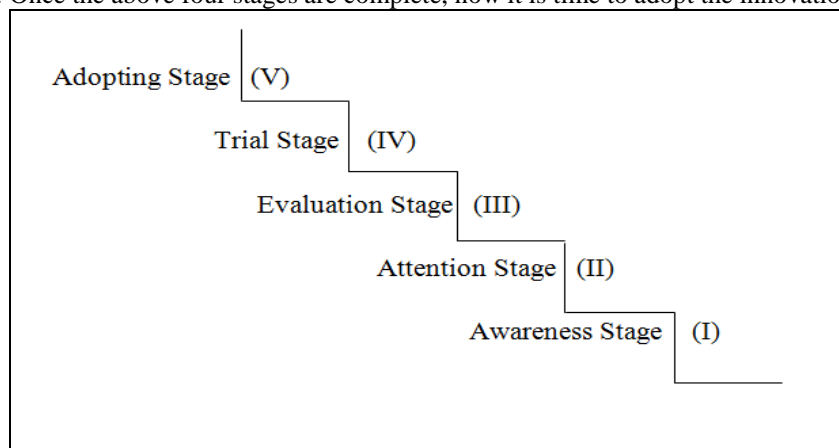 Once the above four stages are complete, now it is time to adopt the innovatio
Adopting Stage (V)
Trial Stage (IV)
Evaluation Stage (III)
Attention Stage (II)
Awareness Stage (I)